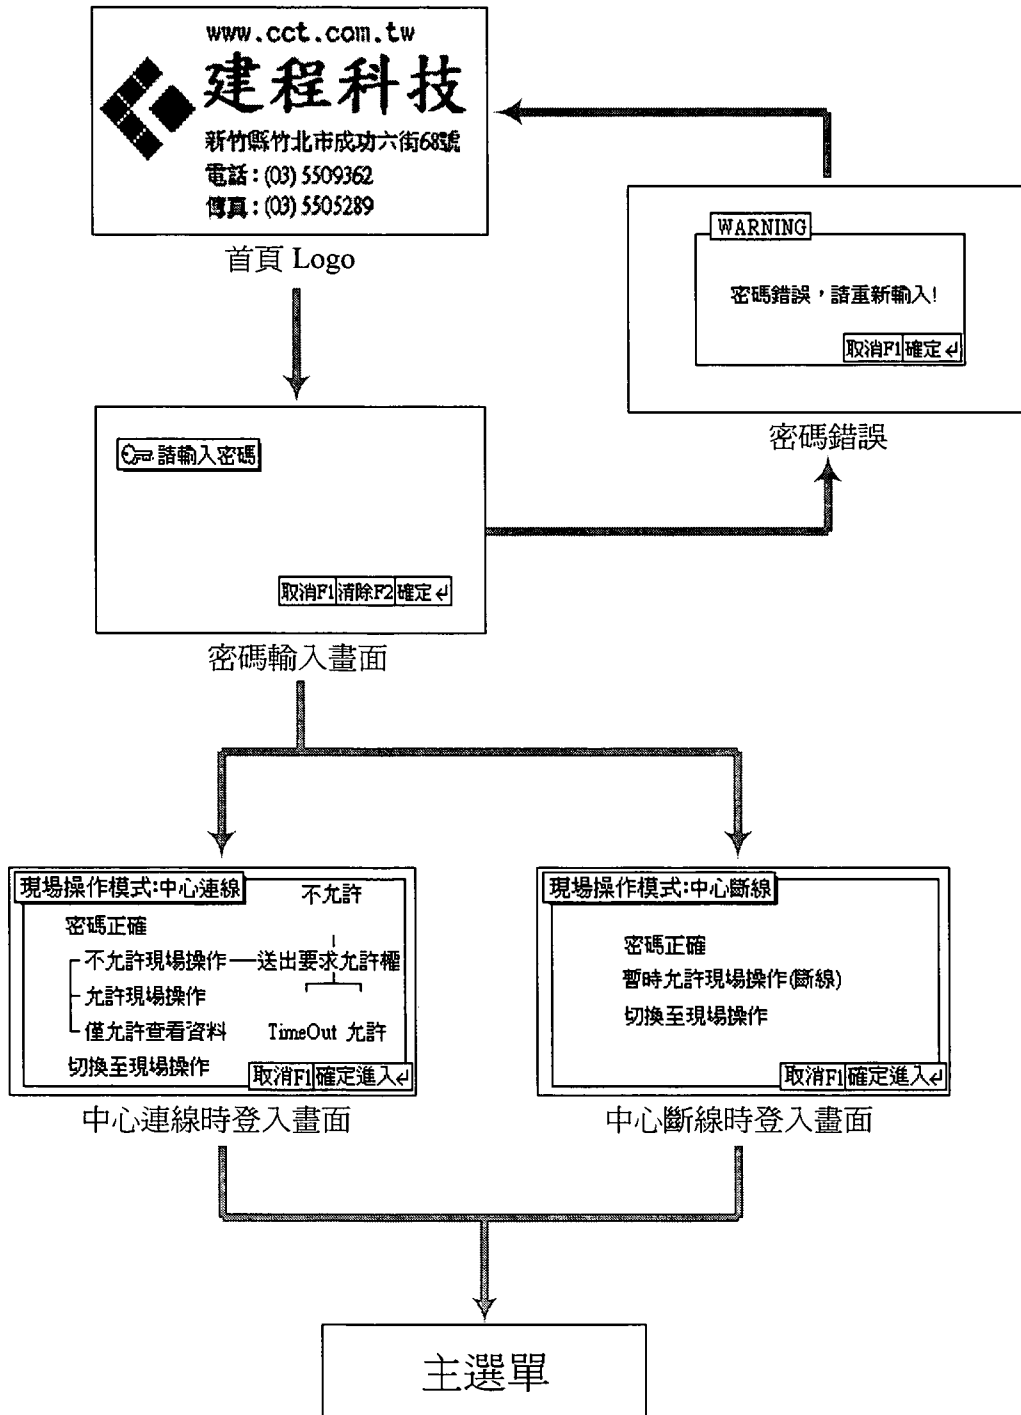 www.cct.com.tw
建程科技
新竹縣竹北市成功六街68號
電話：(03) 5509362
傳真：(03) 5505289
首頁 Logo
WARNING
密碼錯誤，請重新輸入!
取消F1 確定
密碼錯誤
請輸入密碼
取消F1 清除F2 確定
密碼輸入畫面
現場操作模式:中心連線
不允許
密碼正確
不允許現場操作 送出要求允許權
允許現場操作
僅允許查看資料 TimeOut 允許
切換至現場操作
取消F1 確定進入
中心連線時登入畫面
現場操作模式:中心斷線
密碼正確
暫時允許現場操作(斷線)
切換至現場操作
取消F1 確定進入
中心斷線時登入畫面
主選單